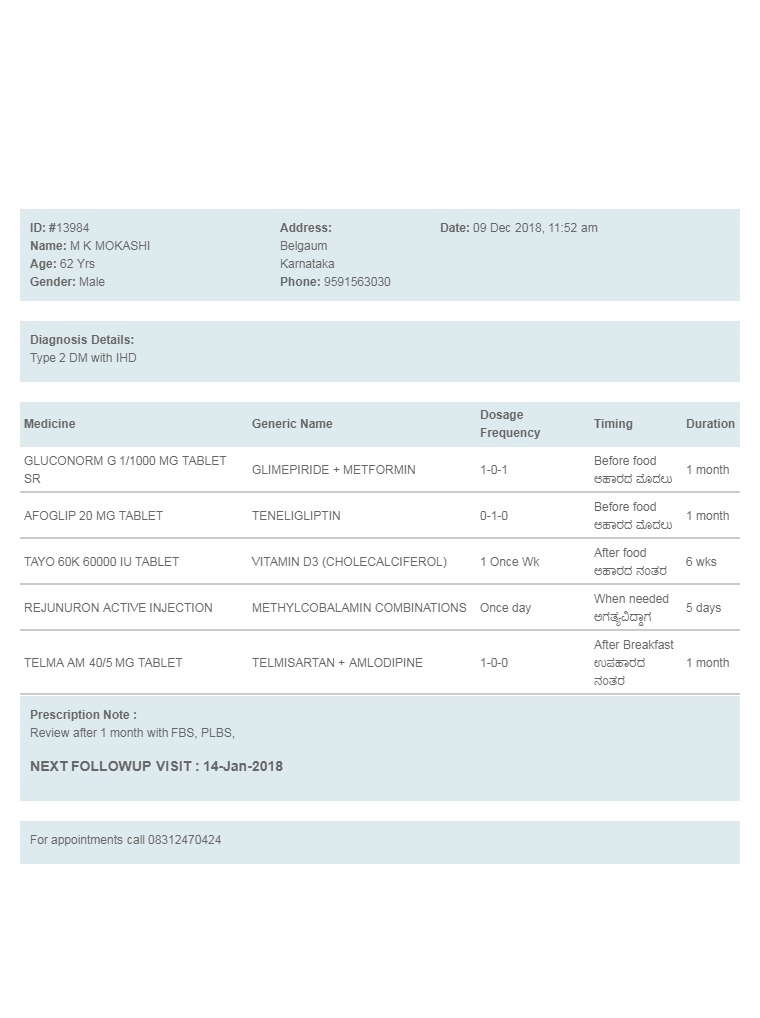 ID: #13984
Name: M K MOKASHI
Age: 62 Yrs
Gender: Male
Address:
Belgaum
Karnataka
Phone: 9591563030
Date: 09 Dec 2018, 11:52 am
Diagnosis Details:
Type 2 DM with IHD
Medicine Generic Name Dosage Frequency Timing Duration
GLUCONORM G 1/1000 MG TABLET SR GLIMEPIRIDE + METFORMIN 1-0-1 Before food ಆಹಾರದ ಮೊದಲು 1 month
AFOGLIP 20 MG TABLET TENELIGLIPTIN 0-1-0 Before food ಆಹಾರದ ಮೊದಲು 1 month
TAYO 60K 60000 IU TABLET VITAMIN D3 (CHOLECALCIFEROL) 1 Once Wk After food ಆಹಾರದ ನಂತರ 6 wks
REJUNURON ACTIVE INJECTION METHYLCOBALAMIN COMBINATIONS Once day When needed ಅಗತ್ಯವಿದ್ದಾಗ 5 days
TELMA AM 40/5 MG TABLET TELMISARTAN + AMLODIPINE 1-0-0 After Breakfast ಉಪಹಾರದ ನಂತರ 1 month
Prescription Note :
Review after 1 month with FBS, PLBS,
NEXT FOLLOWUP VISIT : 14-Jan-2018
For appointments call 08312470424